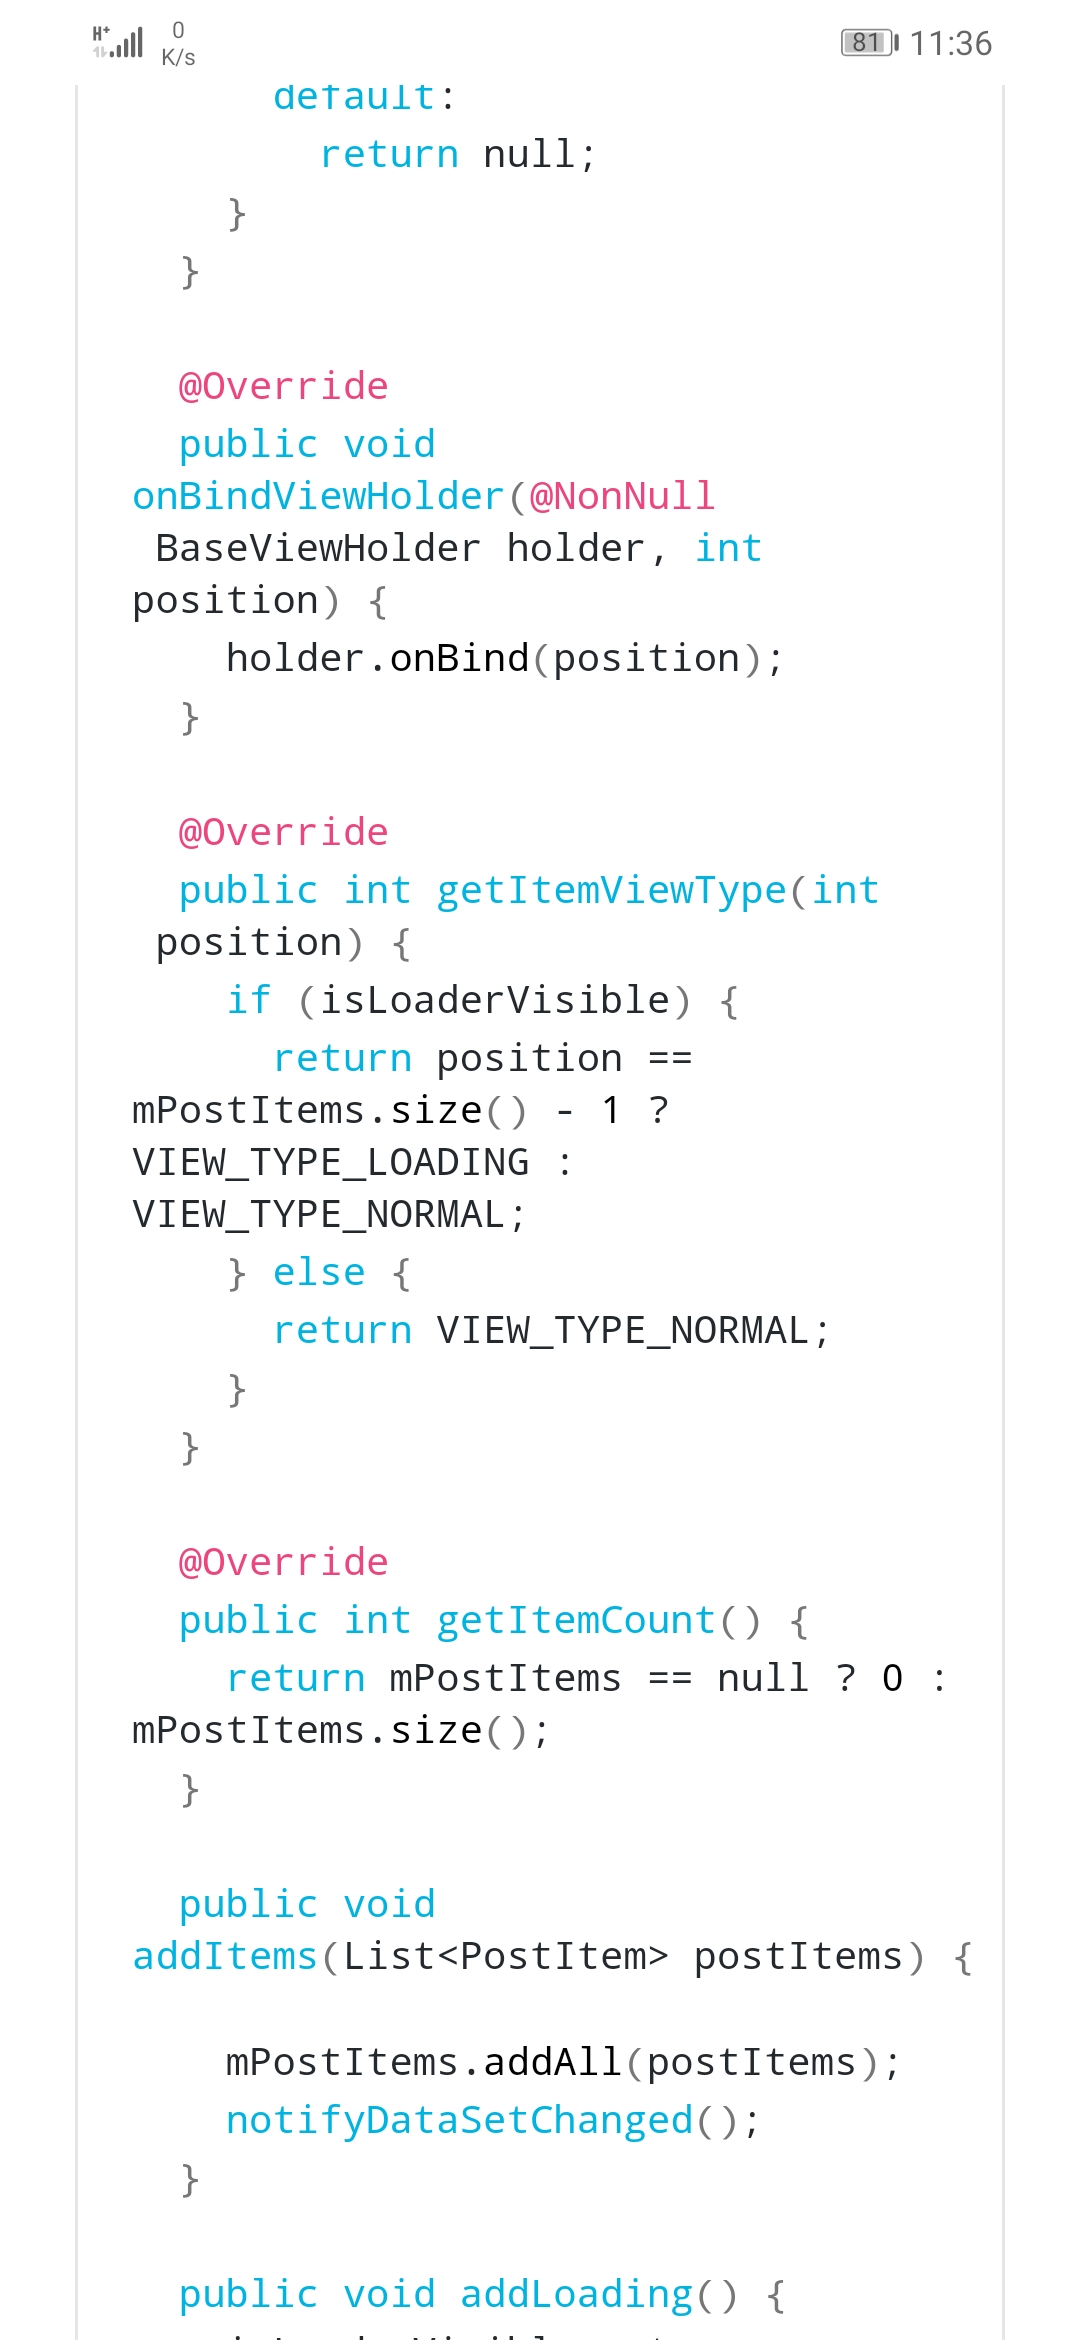 H+
0
K/s
81
11:36
default:
return null;
}
}
@Override
public void
onBindViewHolder(@NonNull
BaseViewHolder holder, int
position) {
holder.onBind(position);
}
@Override
public int getItemViewType(int
position) {
if (isLoaderVisible) {
return position ==
mPostItems.size() - 1 ?
VIEW_TYPE_LOADING :
VIEW_TYPE_NORMAL;
} else {
return VIEW_TYPE_NORMAL;
}
}
@Override
public int getItemCount() {
return mPostItems == null ? 0 :
mPostItems.size();
}
public void
addItems(List<PostItem> postItems) {
mPostItems.addAll(postItems);
notifyDataSetChanged();
}
public void addLoading() {